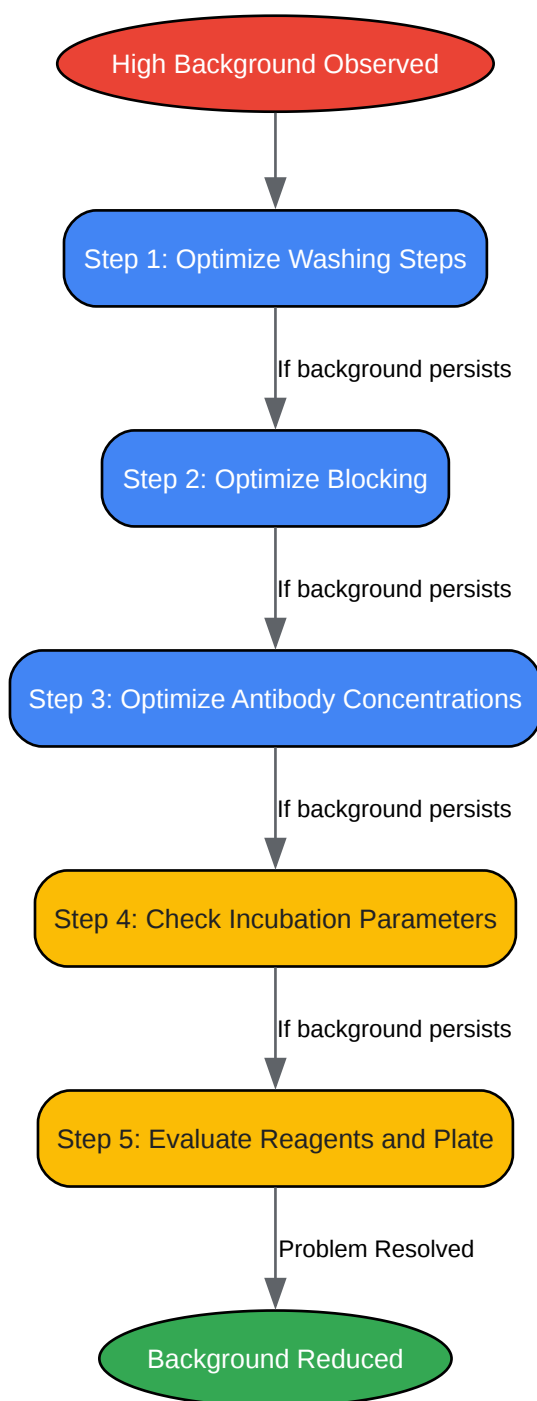 High Background Observed
Step 1: Optimize Washing Steps
If background persists
Step 2: Optimize Blocking
If background persists
Step 3: Optimize Antibody Concentrations
If background persists
Step 4: Check Incubation Parameters
If background persists
Step 5: Evaluate Reagents and Plate
Problem Resolved
Background Reduced